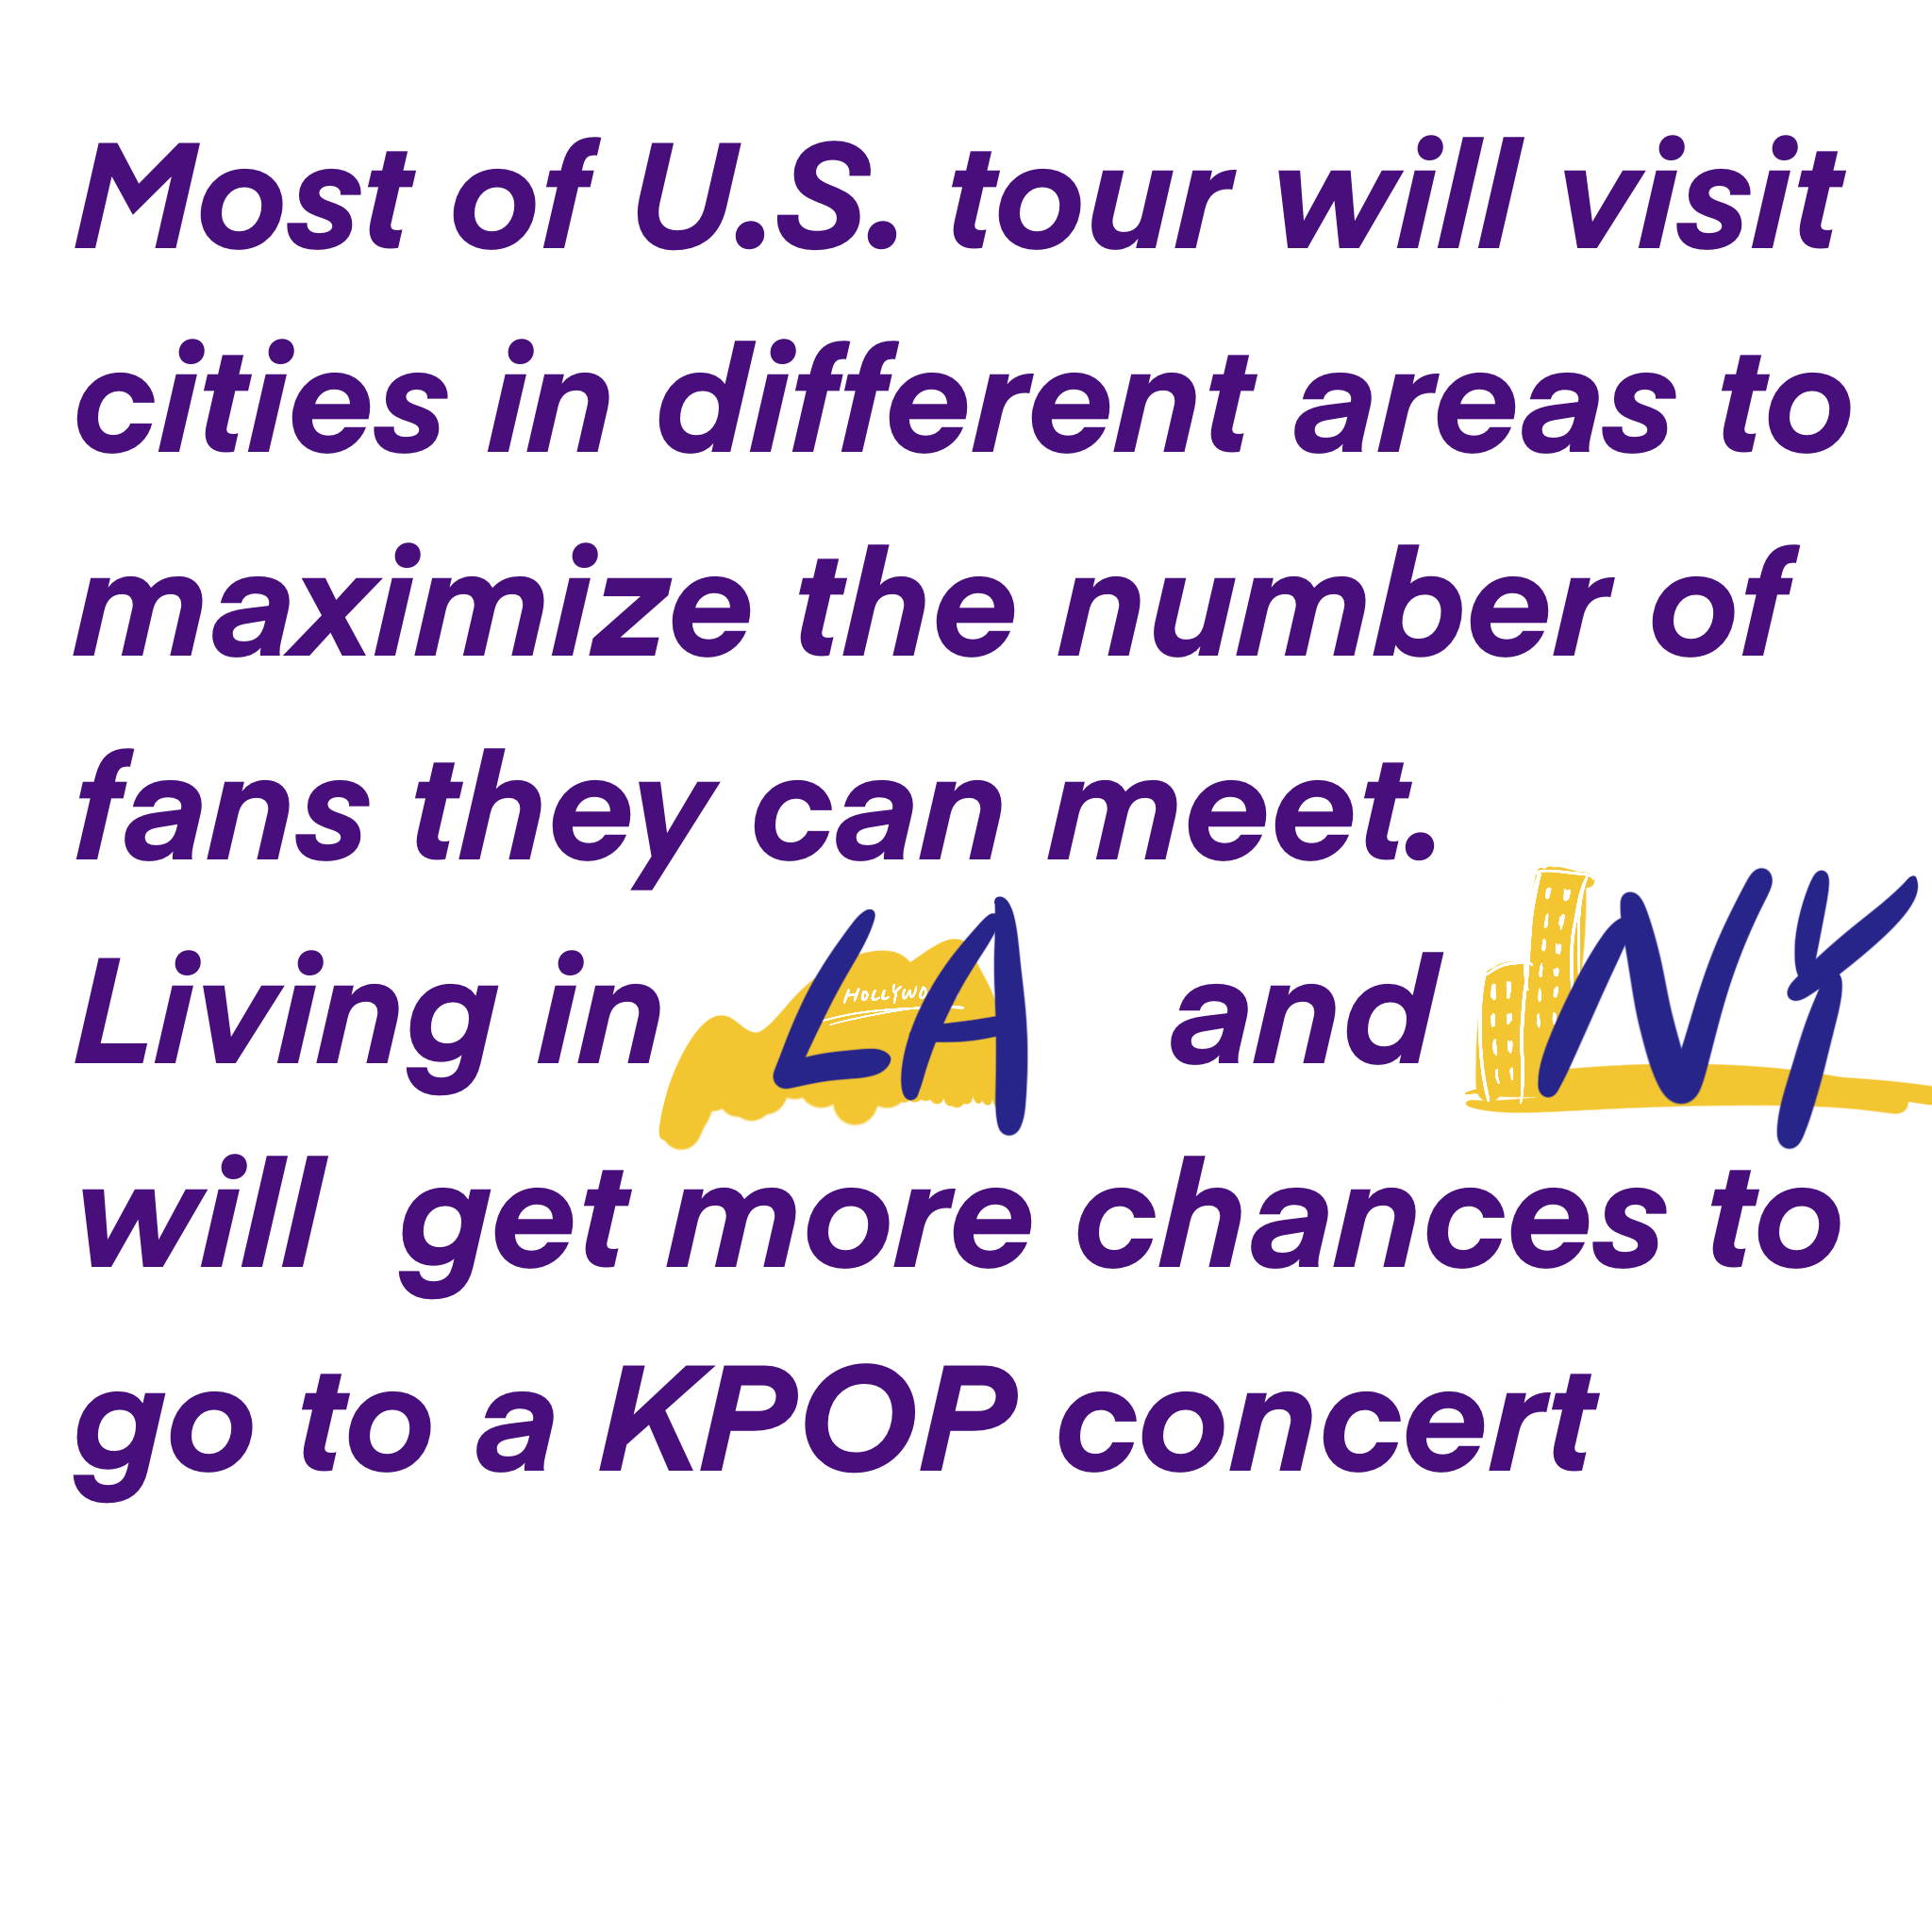 Most of U.S. tour will visit
cities in different areas to
maximize the number of
fans they can meet.
Living in LA and NY
HOLLYWO
will get more chances to
go to a KPOP concert